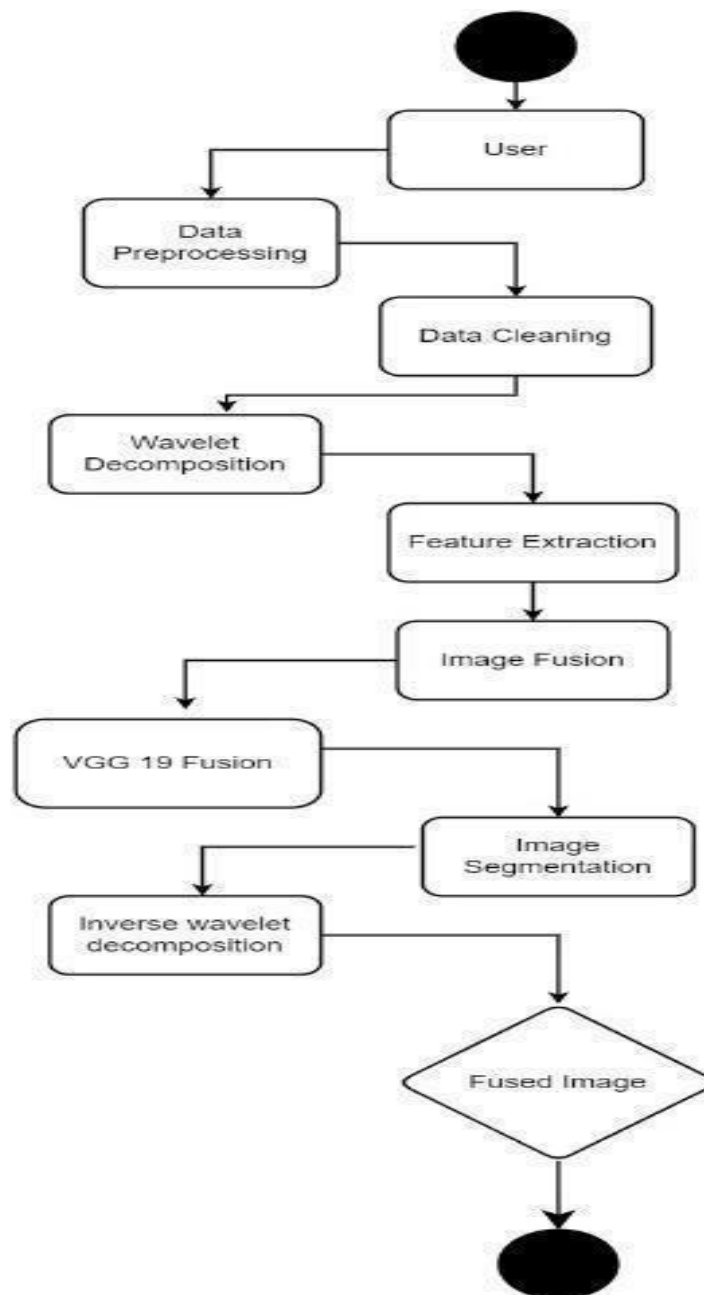 User
Data
Preprocessing
Data Cleaning
Wavelet
Decomposition
Feature Extraction
Image Fusion
VGG 19 Fusion
Image
Segmentation
Inverse wavelet
decomposition
Fused Image